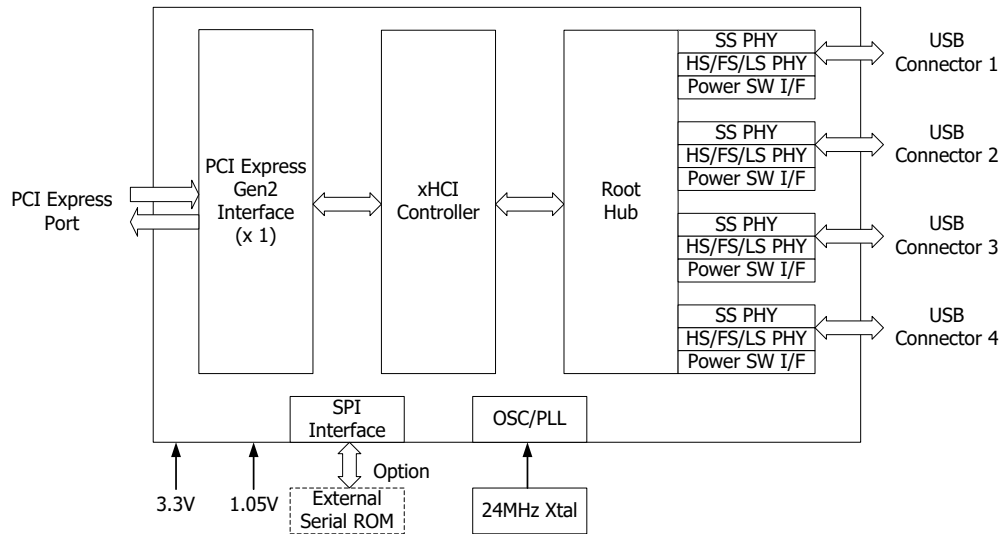 SS PHY
HS/FS/LS PHY
Power SW I/F
USB
Connector 1
SS PHY
HS/FS/LS PHY
Power SW I/F
USB
Connector 2
PCI Express
Port
PCI Express
Gen2
Interface
(x 1)
xHCI
Controller
Root
Hub
SS PHY
HS/FS/LS PHY
Power SW I/F
USB
Connector 3
SS PHY
HS/FS/LS PHY
Power SW I/F
USB
Connector 4
SPI
Interface
OSC/PLL
Option
3.3V
1.05V
External
Serial ROM
24MHz Xtal